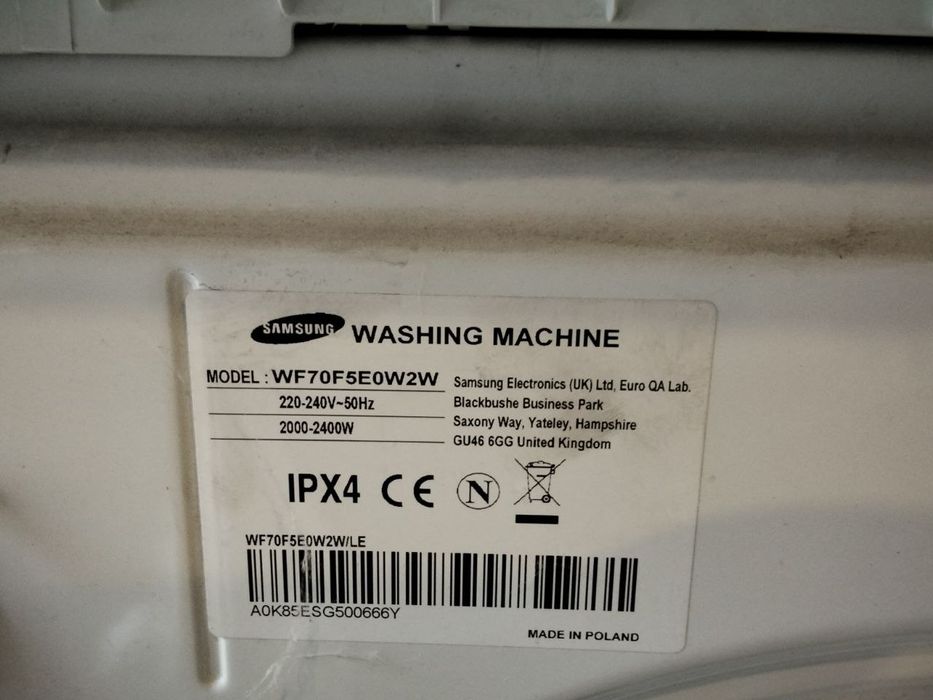 SAMSUNG WASHING MACHINE
MODEL : WF70F5E0W2W
220-240V~50Hz
2000-2400W
Samsung Electronics (UK) Ltd, Euro QA Lab.
Blackbushe Business Park
Saxony Way, Yateley, Hampshire
GU46 6GG United Kingdom
IPX4 CE N
WF70F5E0W2W/LE
A0K85ESG500666Y
MADE IN POLAND